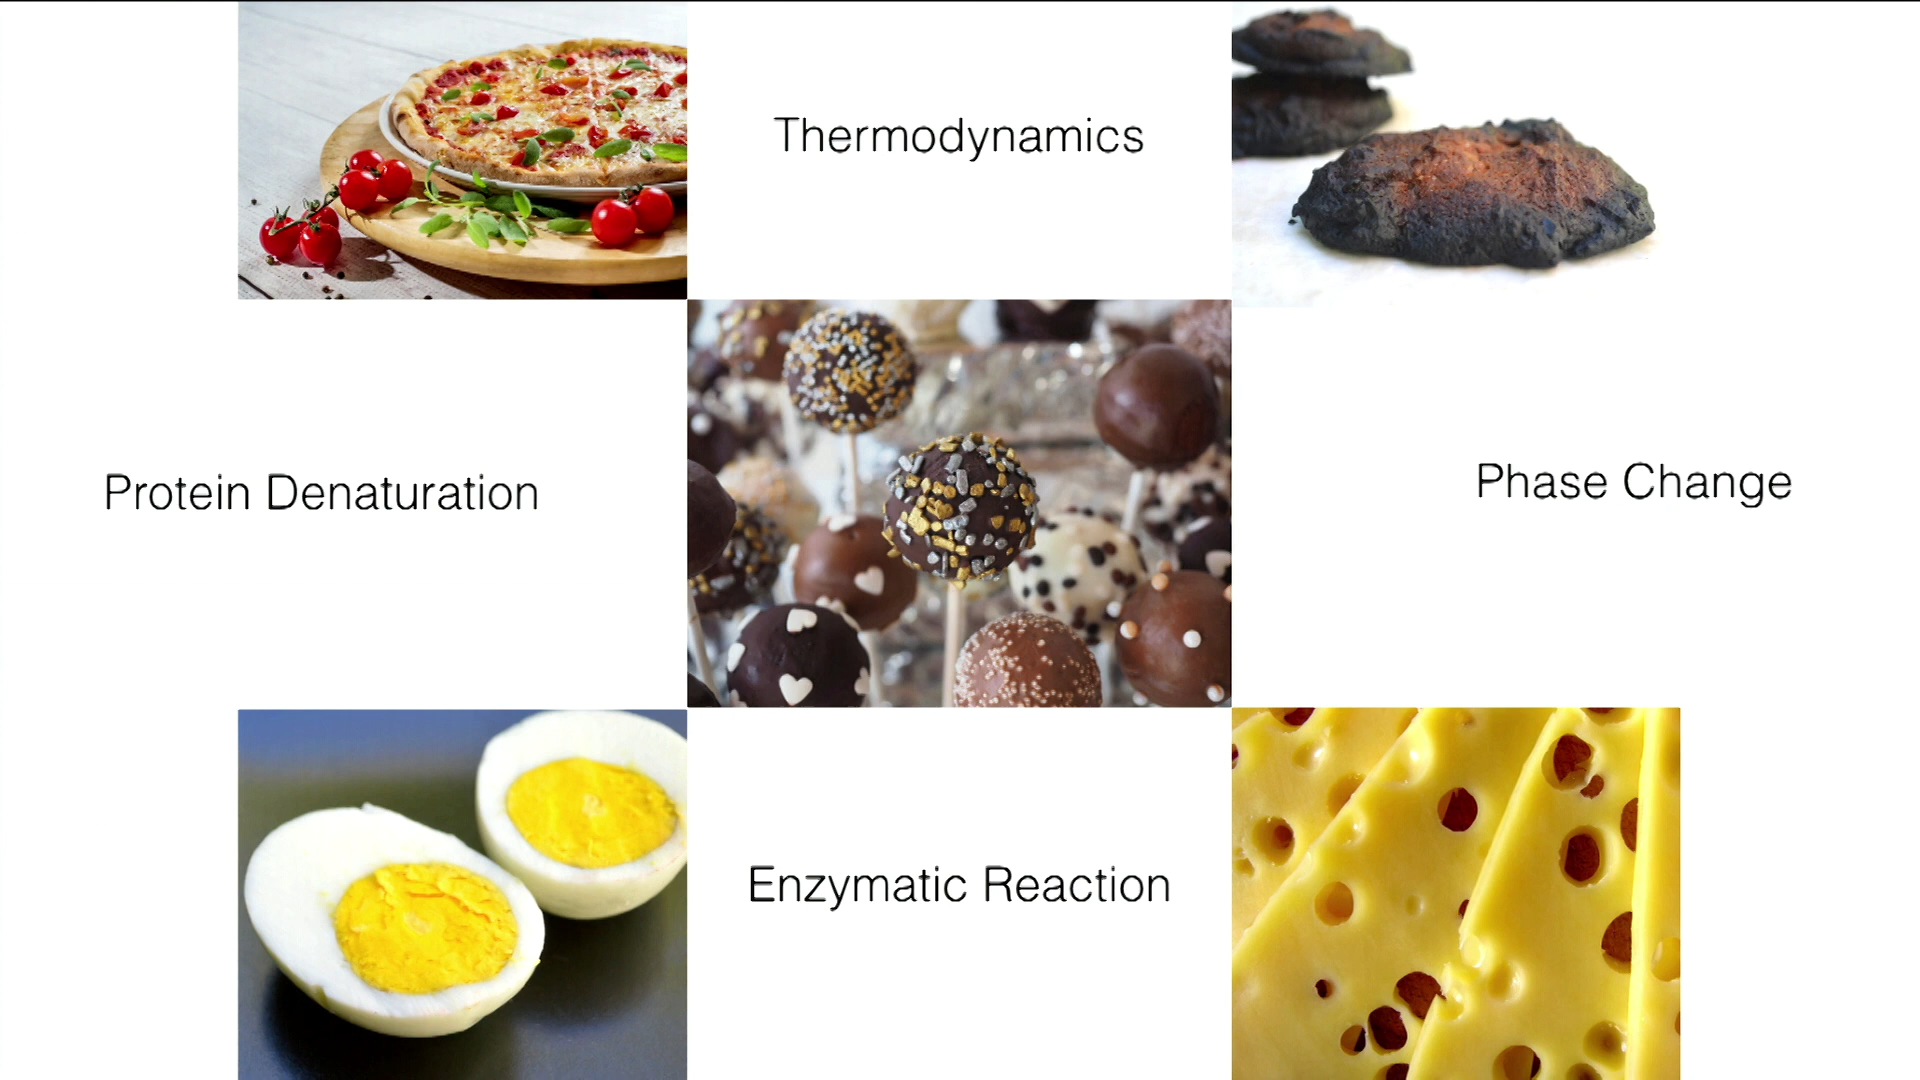 Thermodynamics
Protein Denaturation
Phase Change
Enzymatic Reaction